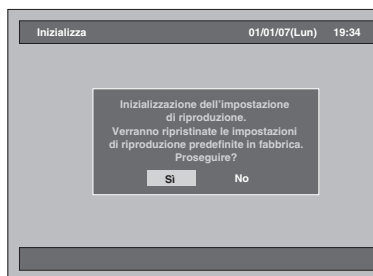 Inizializza 01/01/07(Lun) 19:34
Inizializzazione dell'impostazione
di riproduzione.
Verranno ripristinate le impostazioni
di riproduzione predefinite in fabbrica.
Proseguire?
Sì No